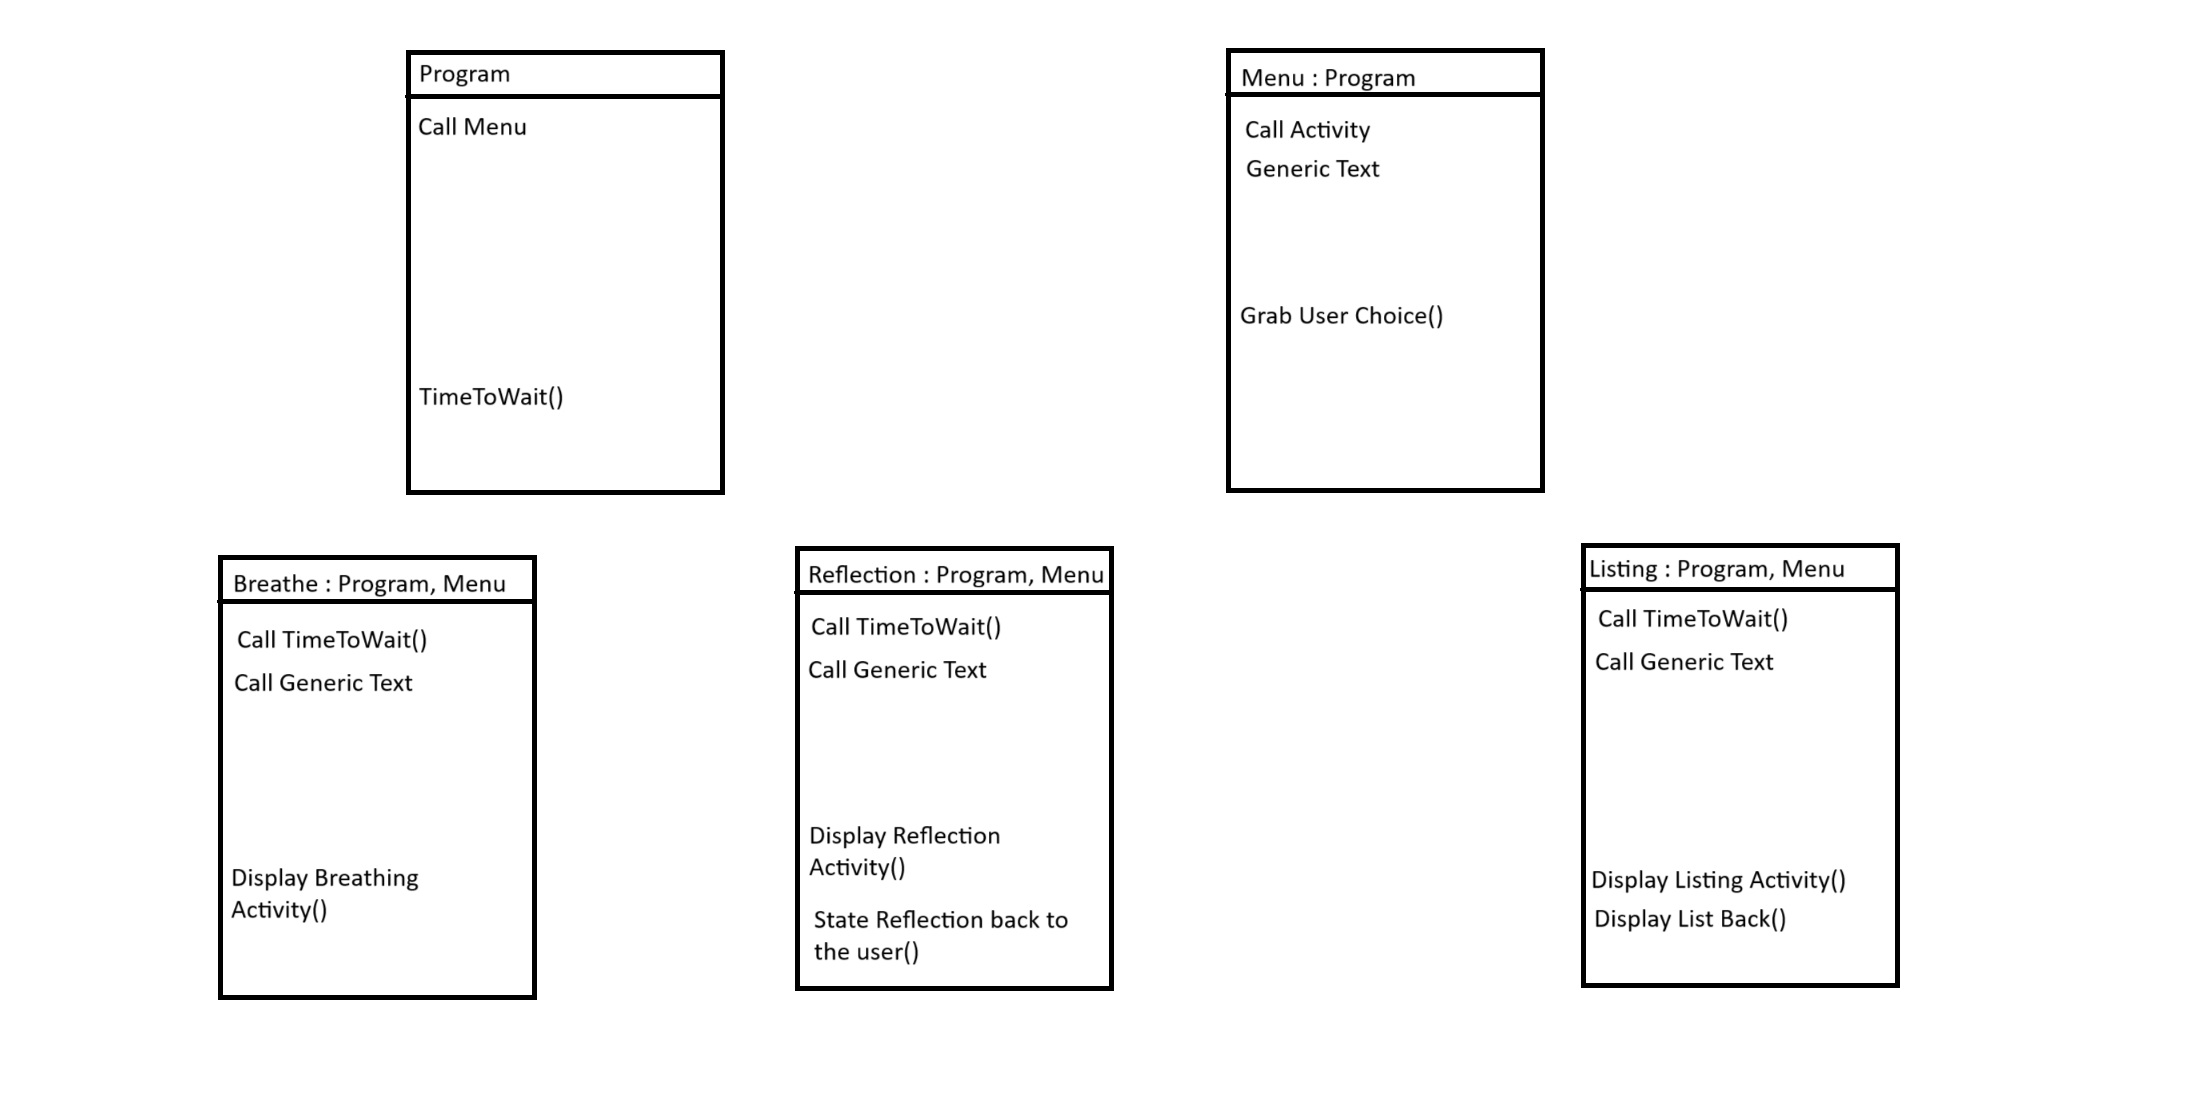 Program
Call Menu
TimeToWait()
Menu : Program
Call Activity
Generic Text
Grab User Choice()
Breathe : Program, Menu
Call TimeToWait()
Call Generic Text
Display Breathing
Activity()
Reflection : Program, Menu
Call TimeToWait()
Call Generic Text
Display Reflection
Activity()
State Reflection back to
the user()
Listing : Program, Menu
Call TimeToWait()
Call Generic Text
Display Listing Activity()
Display List Back()